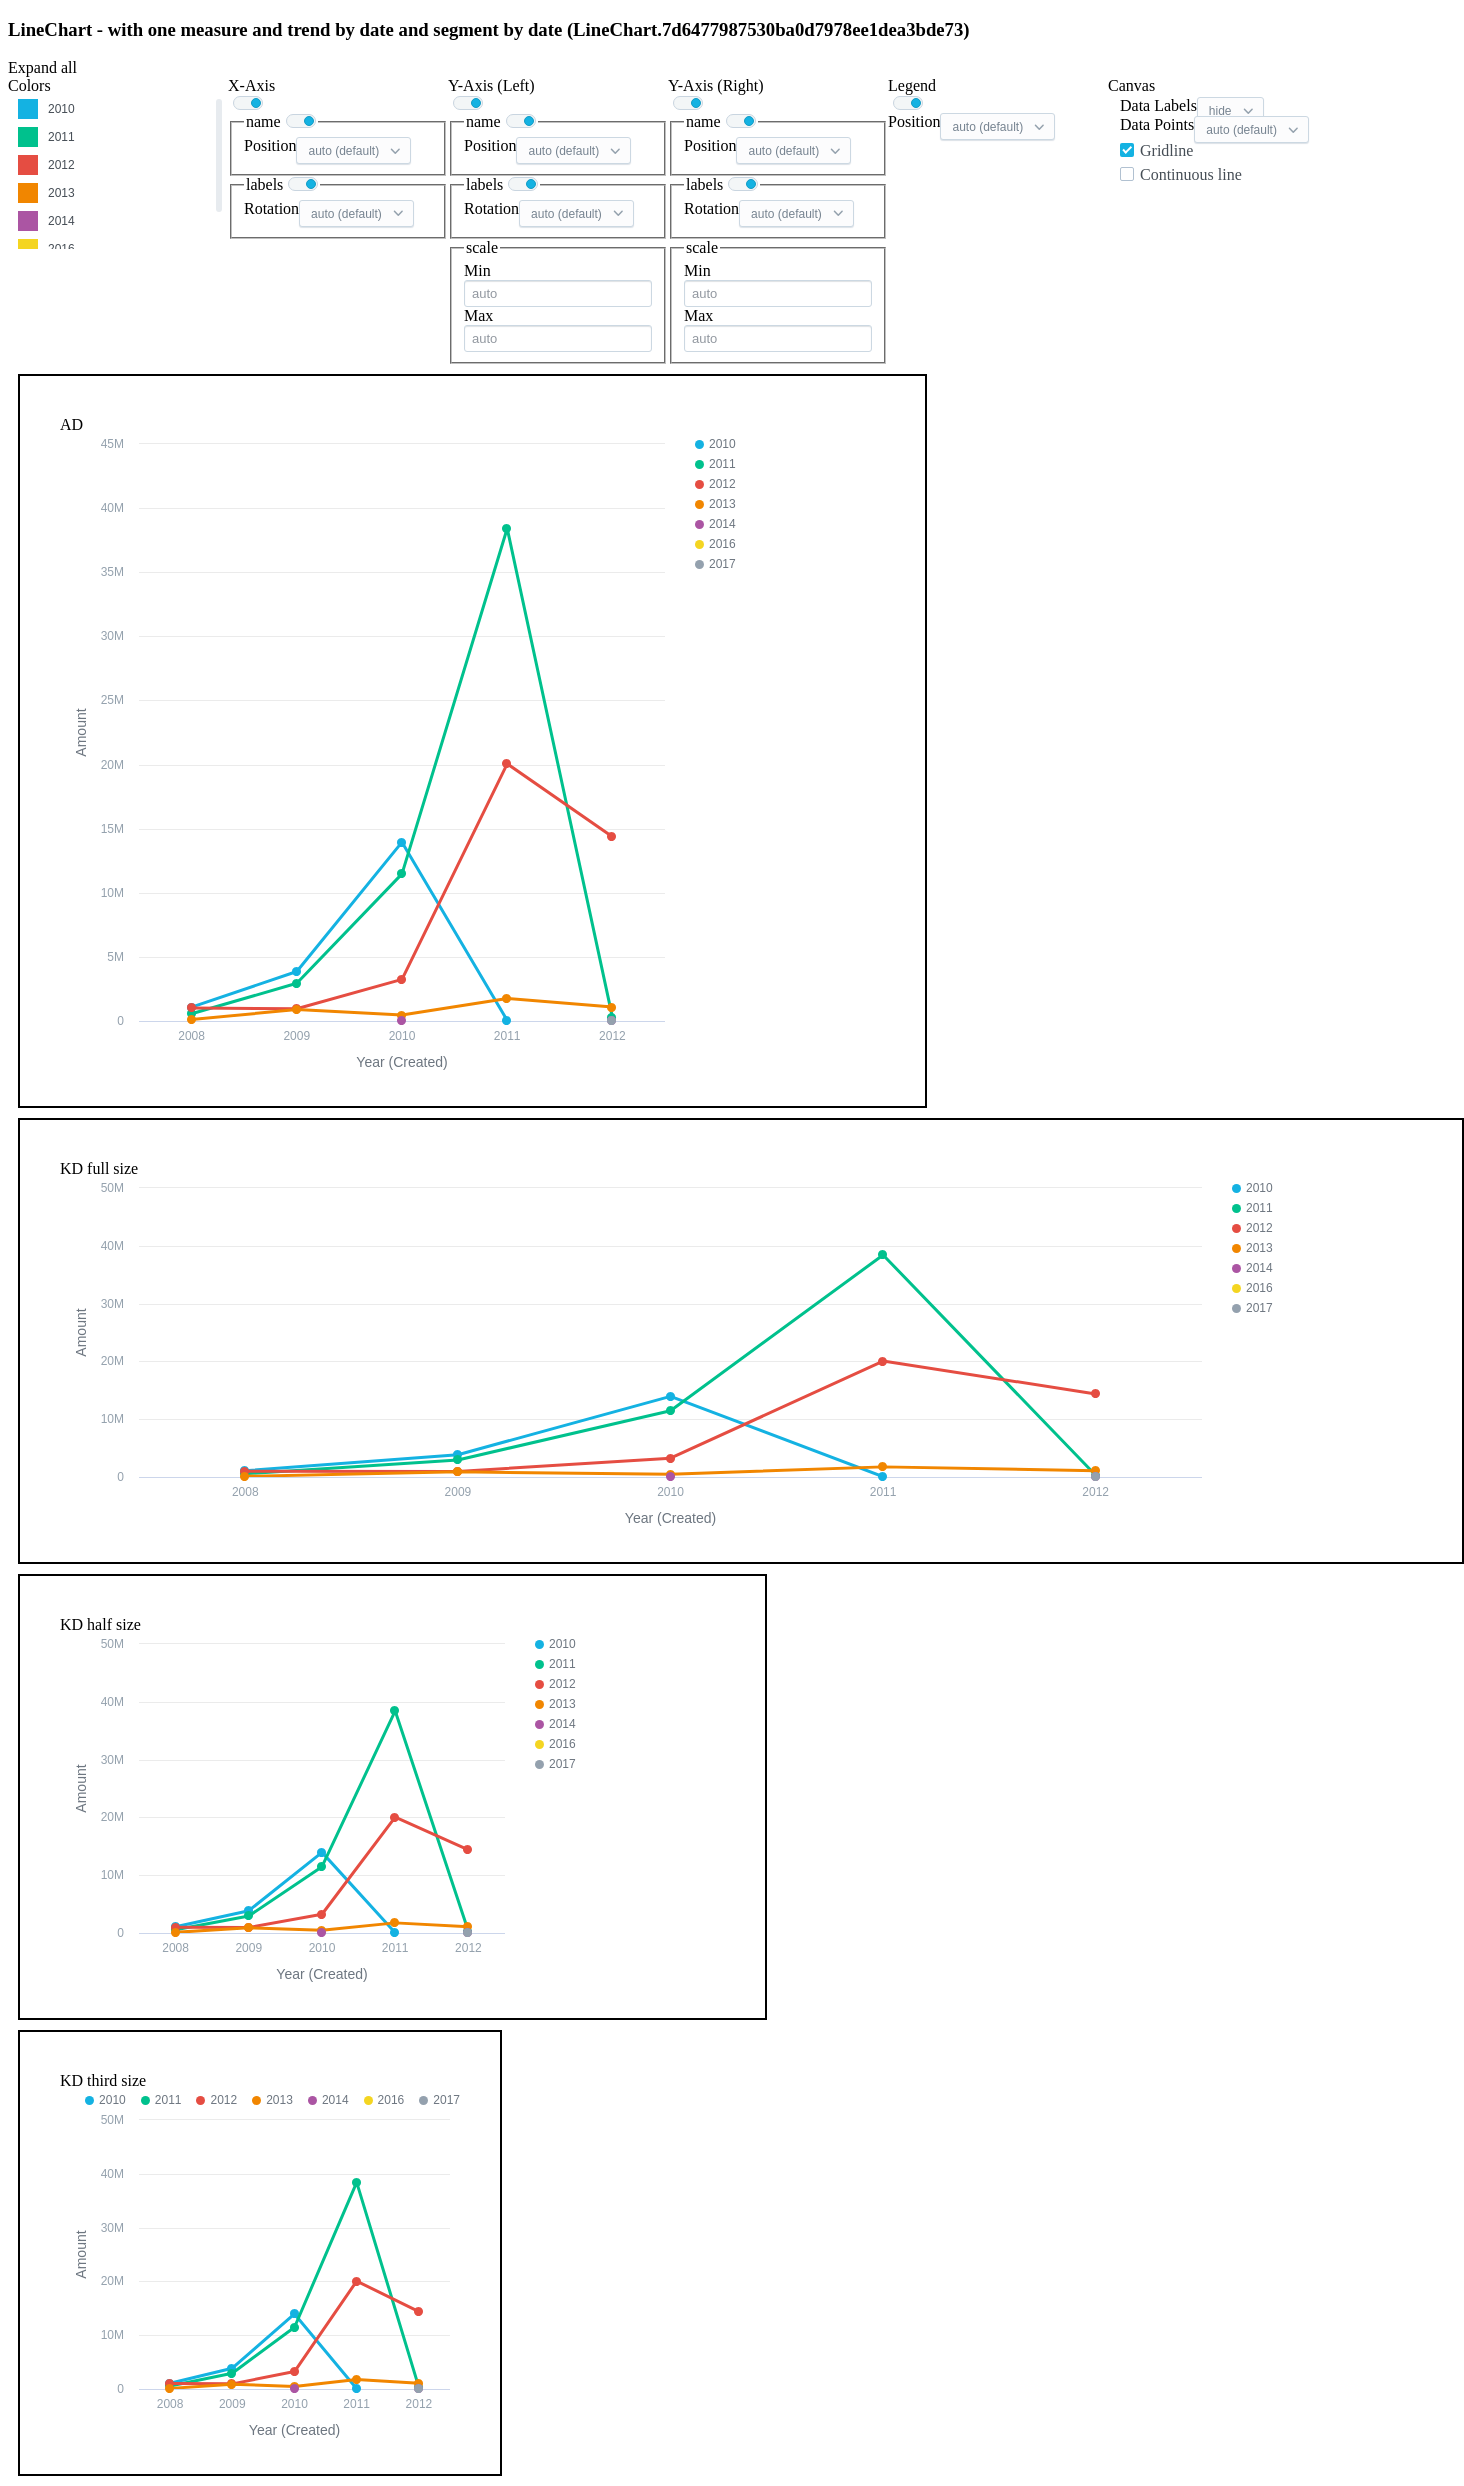 LineChart - with one measure and trend by date and segment by date (LineChart.7d6477987530ba0d7978ee1dea3bde73)
Expand all
Colors
2010
2011
2012
2013
2014
2016
X-Axis
name
Position auto (default)
labels
Rotation auto (default)
Y-Axis (Left)
name
Position auto (default)
labels
Rotation auto (default)
scale
Min
auto
Max
auto
Y-Axis (Right)
name
Position auto (default)
labels
Rotation auto (default)
scale
Min
auto
Max
auto
Legend
Position auto (default)
Canvas
Data Labels hide
Data Points auto (default)
Gridline
Continuous line
AD
45M
40M
35M
30M
25M
20M
15M
10M
5M
0
Amount
2008 2009 2010 2011 2012
Year (Created)
2010
2011
2012
2013
2014
2016
2017
KD full size
50M
40M
30M
20M
10M
0
Amount
2008 2009 2010 2011 2012
Year (Created)
2010
2011
2012
2013
2014
2016
2017
KD half size
50M
40M
30M
20M
10M
0
Amount
2008 2009 2010 2011 2012
Year (Created)
2010
2011
2012
2013
2014
2016
2017
KD third size
2010 2011 2012 2013 2014 2016 2017
50M
40M
30M
20M
10M
0
Amount
2008 2009 2010 2011 2012
Year (Created)